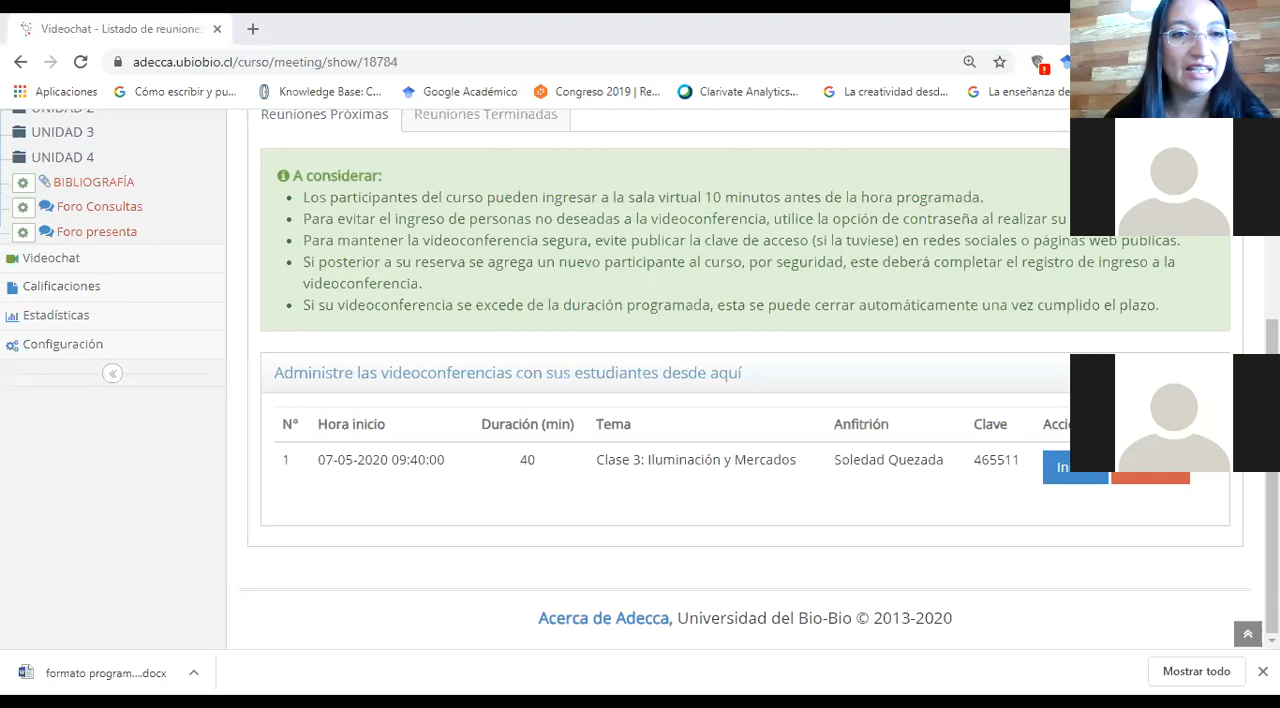 Videochat - Listado de reunione
adecca.ubiobio.cl/curso/meeting/show/18784
Aplicaciones Cómo escribir y pu... Knowledge Base: C... Google Académico Congreso 2019 | Re... Clarivate Analytics... La creatividad desd... La enseñanza de
UNIDAD 2
UNIDAD 3
UNIDAD 4
BIBLIOGRAFÍA
Foro Consultas
Foro presenta
Videochat
Calificaciones
Estadísticas
Configuración
Reuniones Próximas Reuniones Terminadas
A considerar:
• Los participantes del curso pueden ingresar a la sala virtual 10 minutos antes de la hora programada.
• Para evitar el ingreso de personas no deseadas a la videoconferencia, utilice la opción de contraseña al realizar su
• Para mantener la videoconferencia segura, evite publicar la clave de acceso (si la tuviese) en redes sociales o páginas web públicas.
• Si posterior a su reserva se agrega un nuevo participante al curso, por seguridad, este deberá completar el registro de ingreso a la
videoconferencia.
• Si su videoconferencia se excede de la duración programada, esta se puede cerrar automáticamente una vez cumplido el plazo.
Administre las videoconferencias con sus estudiantes desde aquí
N° Hora inicio Duración (min) Tema Anfitrión Clave Acci
1 07-05-2020 09:40:00 40 Clase 3: Iluminación y Mercados Soledad Quezada 465511 In
Acerca de Adecca, Universidad del Bio-Bio © 2013-2020
formato program....docx
Mostrar todo